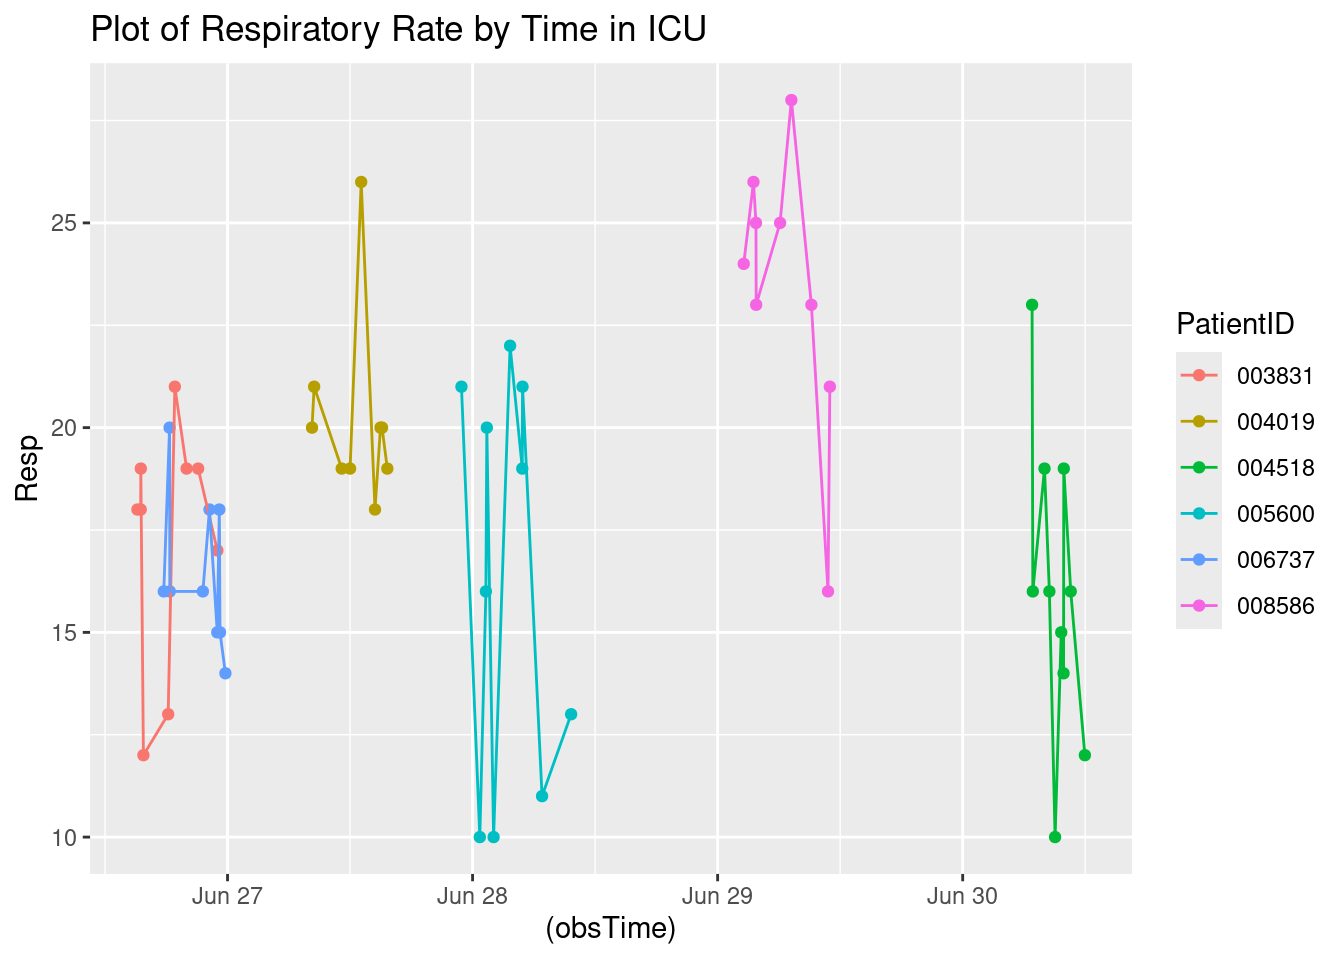 Plot of Respiratory Rate by Time in ICU
Resp
25
20
15
10
Jun 27
Jun 28
Jun 29
Jun 30
(obsTime)
PatientID
003831
004019
004518
005600
006737
008586